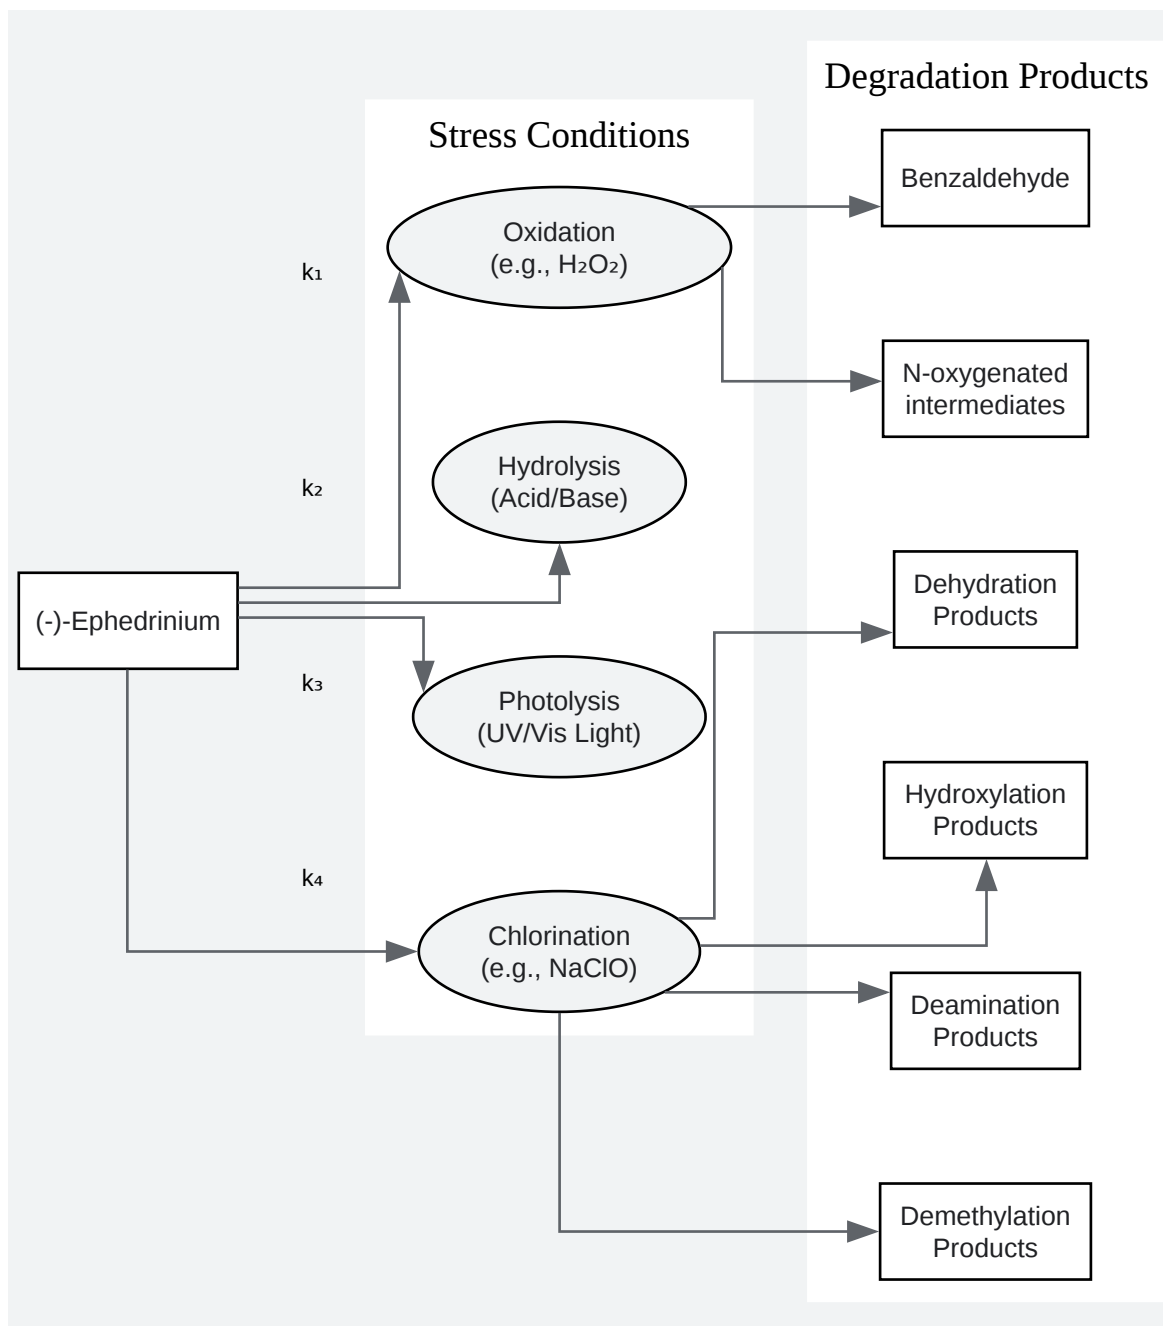 Degradation Products
Stress Conditions
Benzaldehyde
Oxidation
(e.g., H₂O₂)
k₁
N-oxygenated
intermediates
Hydrolysis
(Acid/Base)
k₂
Dehydration
Products
(-)-Ephedrinium
k₃
Photolysis
(UV/Vis Light)
Hydroxylation
Products
k₄
Chlorination
(e.g., NaClO)
Deamination
Products
Demethylation
Products